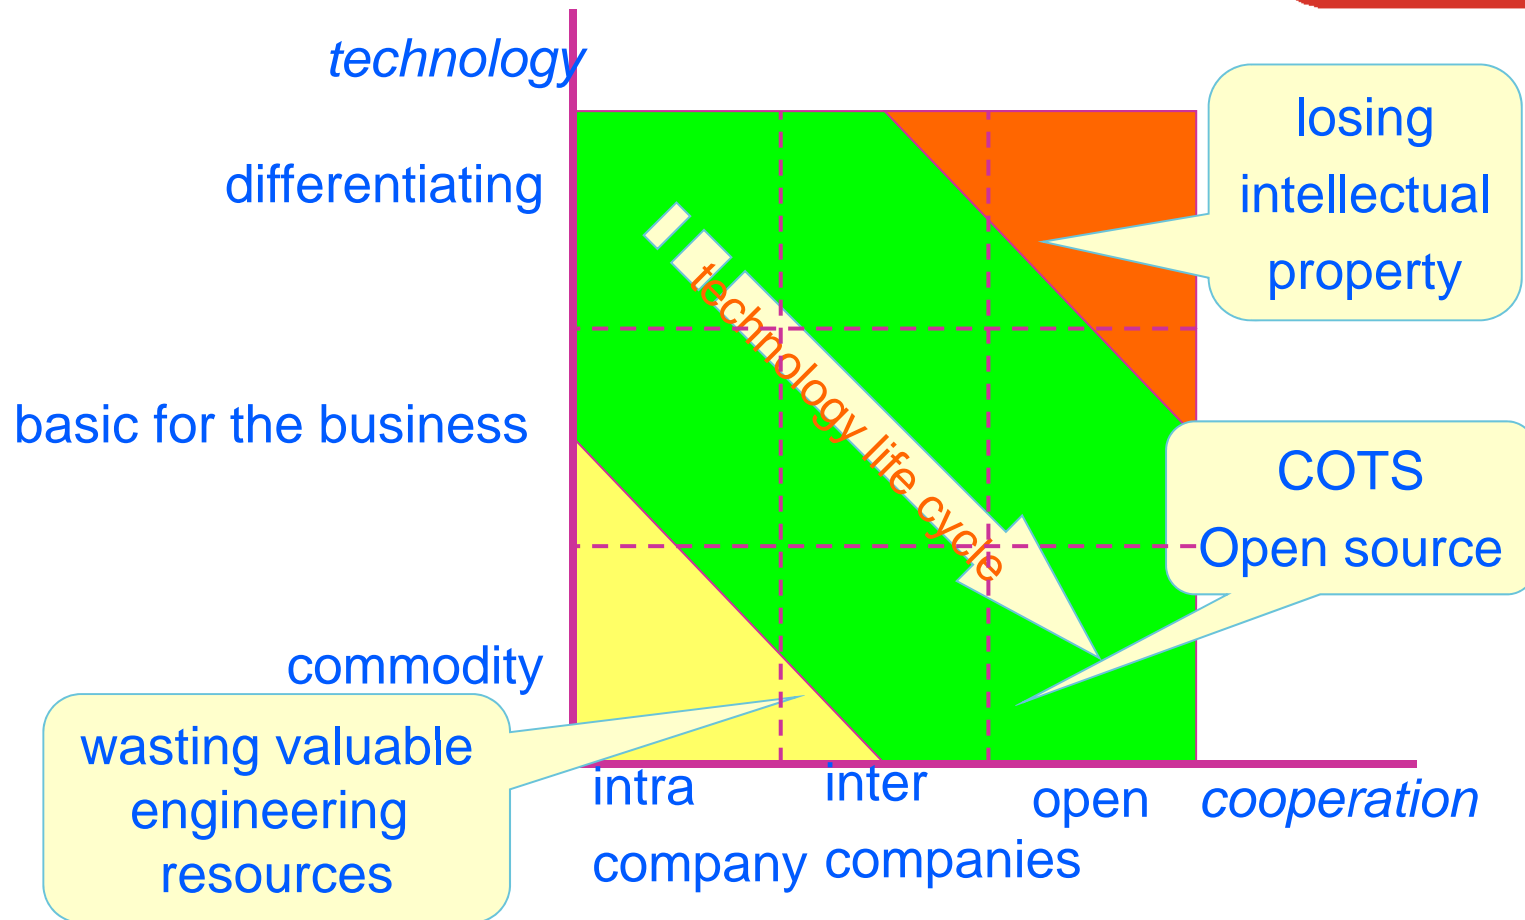 technology
differentiating
basic for the business
commodity
losing
intellectual
property
technology life cycle
COTS
Open source
wasting valuable
engineering
resources
intra
company
inter
companies
open
cooperation